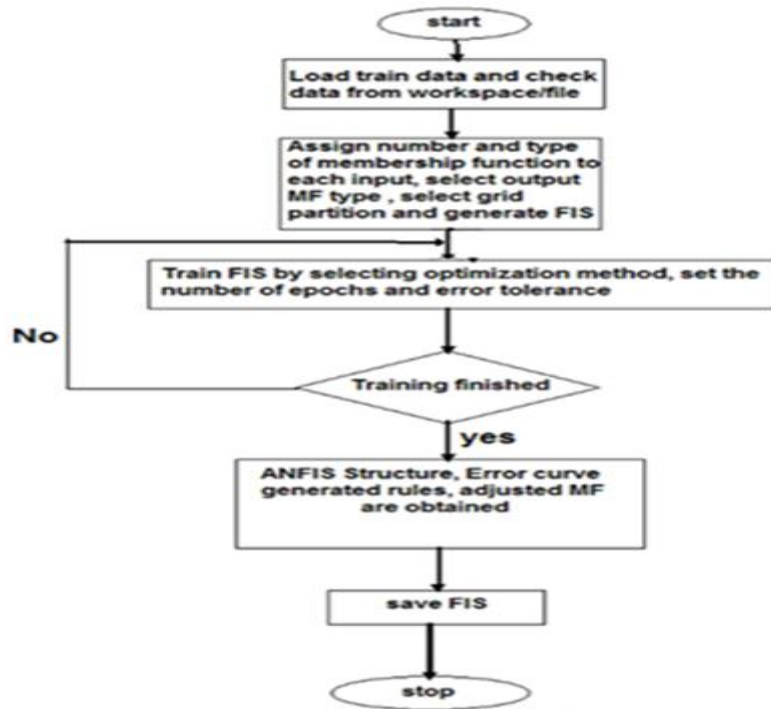 start
Load train data and check
data from workspace/file
Assign number and type
of membership function to
each input, select output
MF type , select grid
partition and generate FIS
Train FIS by selecting optimization method, set the
number of epochs and error tolerance
No
Training finished
yes
ANFIS Structure, Error curve
generated rules, adjusted MF
are obtained
save FIS
stop